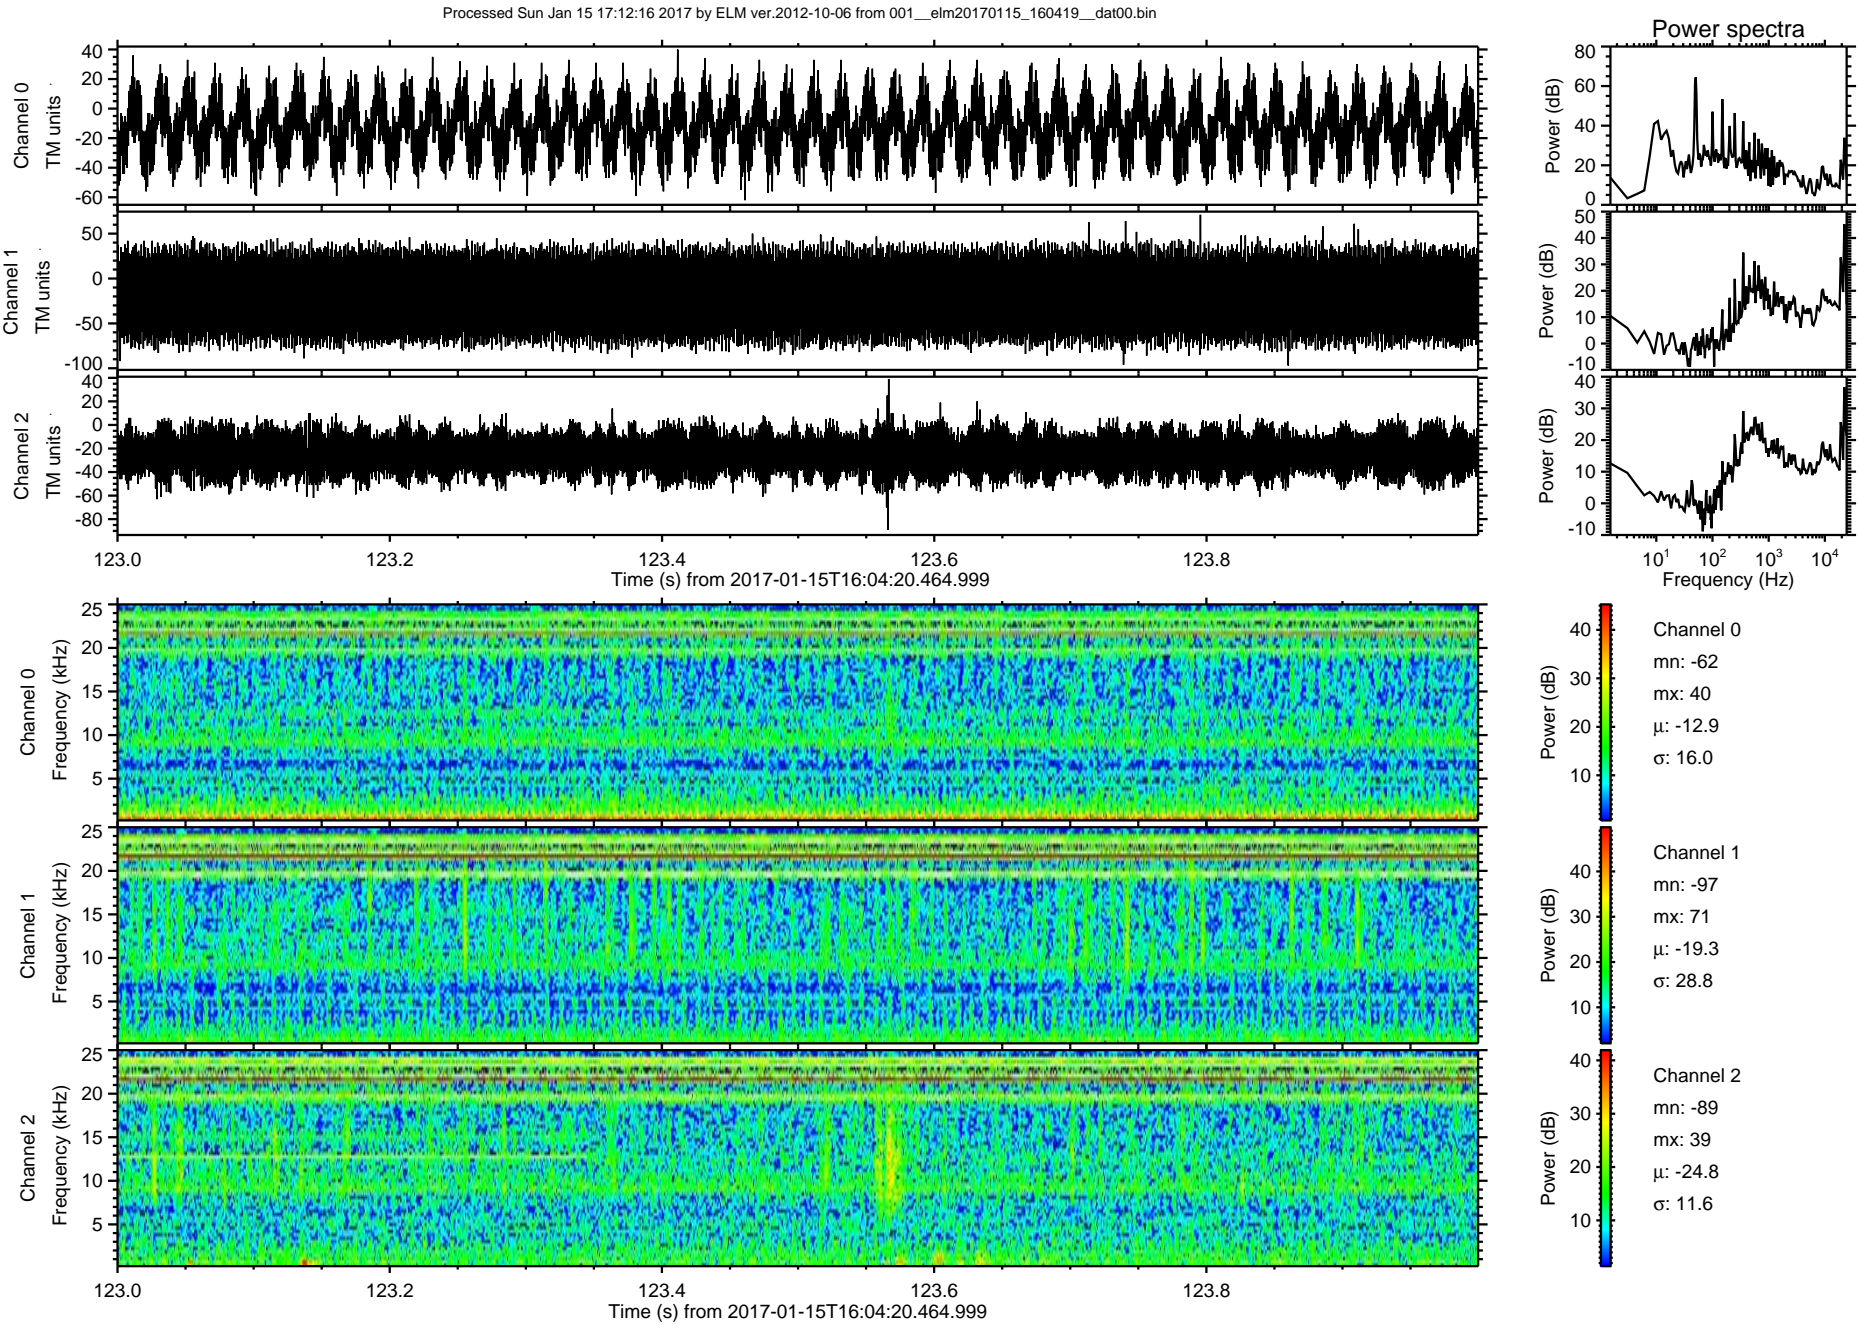 Processed Sun Jan 15 17:12:16 2017 by ELM ver.2012-10-06 from 001__elm20170115_160419__dat00.bin
Power spectra
Channel 0
TM units
40
20
0
-20
-40
-60
Power (dB)
80
60
40
20
0
Channel 1
TM units
50
0
-50
-100
Power (dB)
50
40
30
20
10
0
-10
Channel 2
TM units
40
20
0
-20
-40
-60
-80
Power (dB)
40
30
20
10
0
-10
123.0 123.2 123.4 123.6 123.8
Time (s) from 2017-01-15T16:04:20.464.999
10¹ 10² 10³ 10⁴
Frequency (Hz)
Channel 0
Frequency (kHz)
25
20
15
10
5
Power (dB)
40
30
20
10
Channel 0
mn: -62
mx: 40
μ: -12.9
σ: 16.0
Channel 1
Frequency (kHz)
25
20
15
10
5
Power (dB)
40
30
20
10
Channel 1
mn: -97
mx: 71
μ: -19.3
σ: 28.8
Channel 2
Frequency (kHz)
25
20
15
10
5
Power (dB)
40
30
20
10
Channel 2
mn: -89
mx: 39
μ: -24.8
σ: 11.6
123.0 123.2 123.4 123.6 123.8
Time (s) from 2017-01-15T16:04:20.464.999